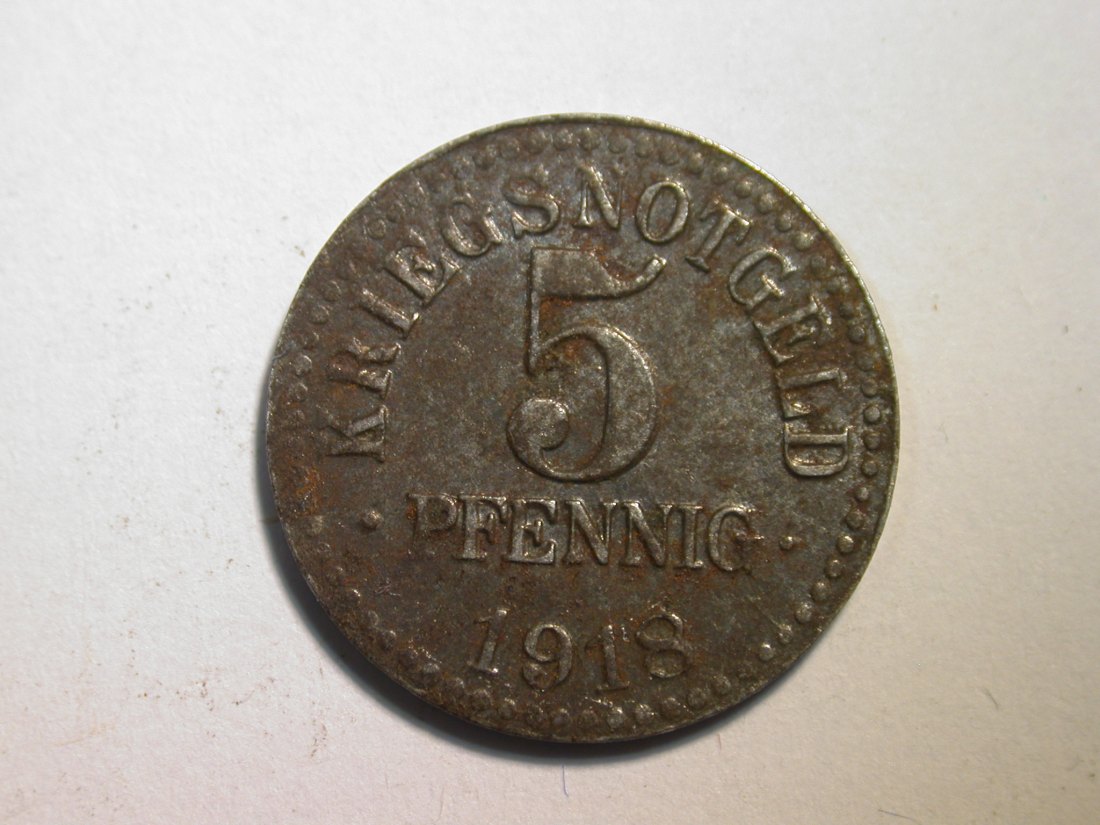 KRIEGSNOTGELD
5
PFENNIG
1918